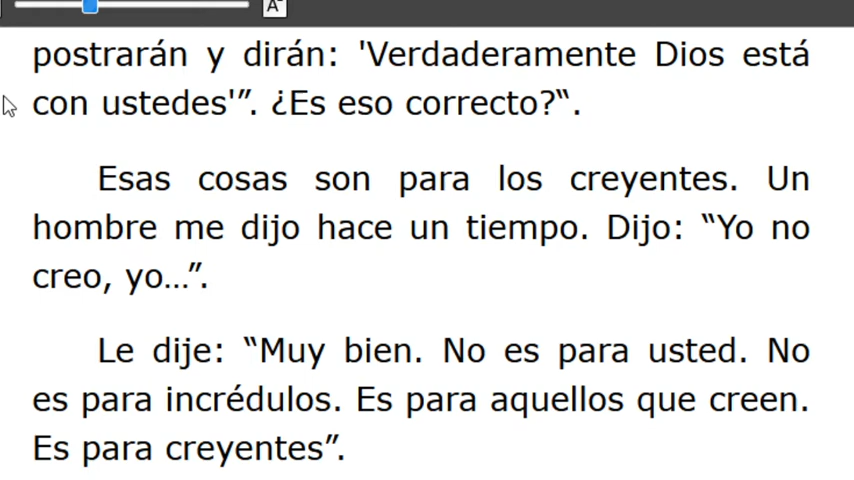 A
postrarán y dirán: 'Verdaderamente Dios está
con ustedes'”. ¿Es eso correcto?“.
Esas cosas son para los creyentes. Un
hombre me dijo hace un tiempo. Dijo: “Yo no
creo, yo…”.
Le dije: “Muy bien. No es para usted. No
es para incrédulos. Es para aquellos que creen.
Es para creyentes”.